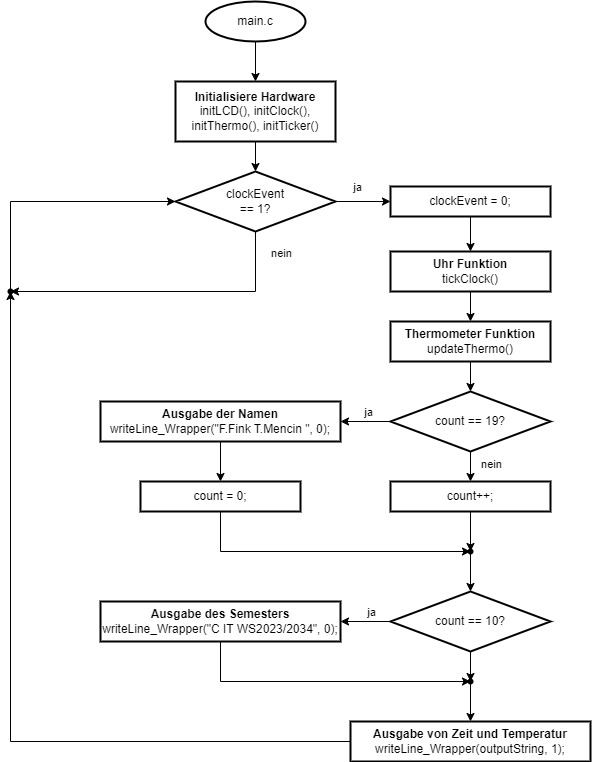 main.c
Initialisiere Hardware
initLCD(), initClock(),
initThermo(), initTicker()
clockEvent
== 1?
ja
clockEvent = 0;
nein
Uhr Funktion
tickClock()
Thermometer Funktion
updateThermo()
count == 19?
ja
Ausgabe der Namen
writeLine_Wrapper("F.Fink T.Mencin ", 0);
nein
count = 0;
count++;
count == 10?
ja
Ausgabe des Semesters
writeLine_Wrapper("C IT WS2023/2034", 0);
Ausgabe von Zeit und Temperatur
writeLine_Wrapper(outputString, 1);